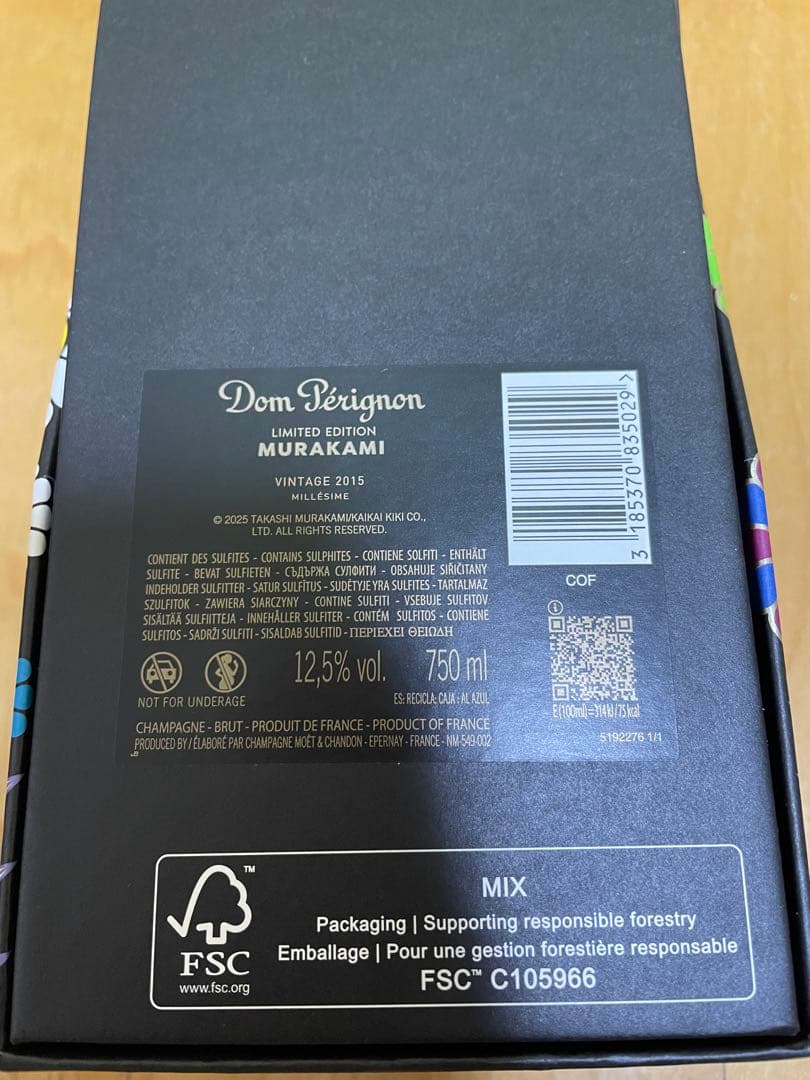 Dom Pérignon
LIMITED EDITION
MURAKAMI
VINTAGE 2015
MILLÉSIME
© 2025 TAKASHI MURAKAMI/KAIKAI KIKI CO.,
LTD. ALL RIGHTS RESERVED.
CONTIENT DES SULFITES - CONTAINS SULPHITES - CONTIENE SOLFITI - ENTHÄLT
SULFITE - BEVAT SULFIETEN - СЪДЪРЖА СУЛФИТИ - OBSAHUJE SIŘIČITANY
INDEHOLDER SULFITTER - SATUR SULFĪTUS - SUDĖTYJE YRA SULFITES - TARTALMAZ
SZULFITOK - ZAWIERA SIARCZYNY - CONTINE SULFITI - VSEBUJE SULFITOV
SISÄLTÄÄ SULFIITTEJA - INNEHÅLLER SULFITER - CONTÉM SULFITOS - CONTIENE
SULFITOS - SADRŽI SULFITI - SISALDAB SULFITID - ΠΕΡΙΕΧΕΙ ΘΕΙΩΔΗ
NOT FOR UNDERAGE
12,5% vol. 750 ml
ES: RECICLA: CAJA : AL AZUL
CHAMPAGNE - BRUT - PRODUIT DE FRANCE - PRODUCT OF FRANCE
PRODUCED BY / ÉLABORÉ PAR CHAMPAGNE MOËT & CHANDON - EPERNAY - FRANCE - NM-549-002
3 185370 835029 >
COF
i
E(100ml)=314kJ/75kcal
5192276 1/1
FSC
www.fsc.org
MIX
Packaging | Supporting responsible forestry
Emballage | Pour une gestion forestière responsable
FSC™ C105966